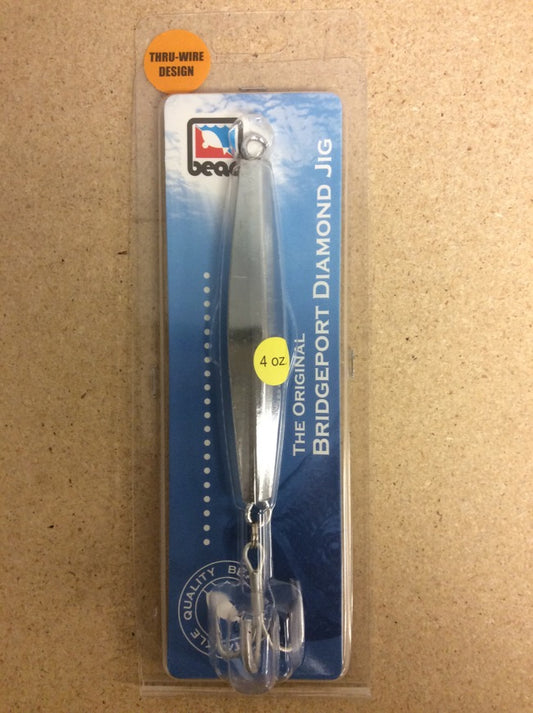 THRU-WIRE
DESIGN
4 oz
THE ORIGINAL
BRIDGEPORT DIAMOND JIG
QUALITY